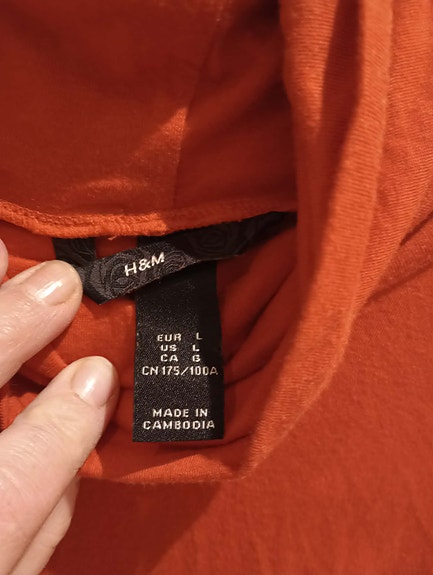 H&M
EUR L
US L
CA G
CN 175/100A
MADE IN
CAMBODIA